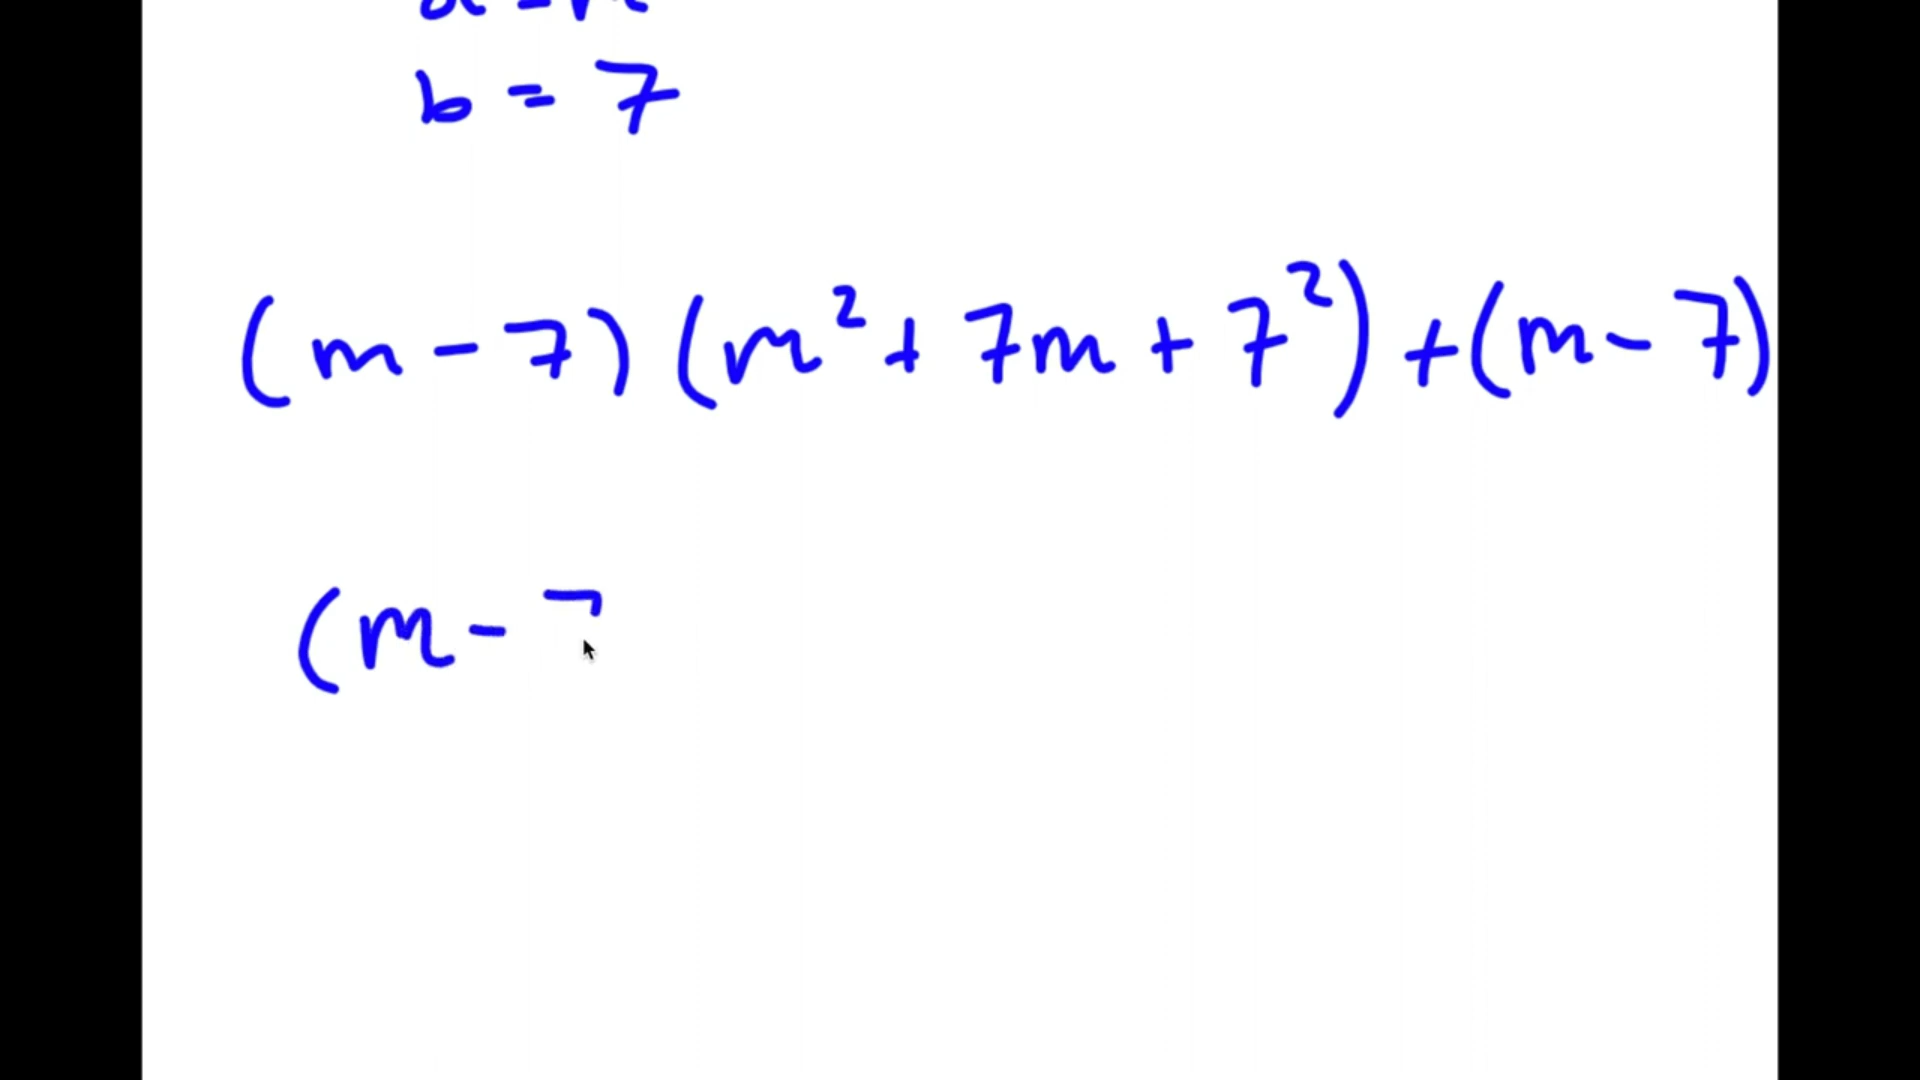 b = 7
(m - 7) (m² + 7m + 7²) + (m - 7)
(m - 7